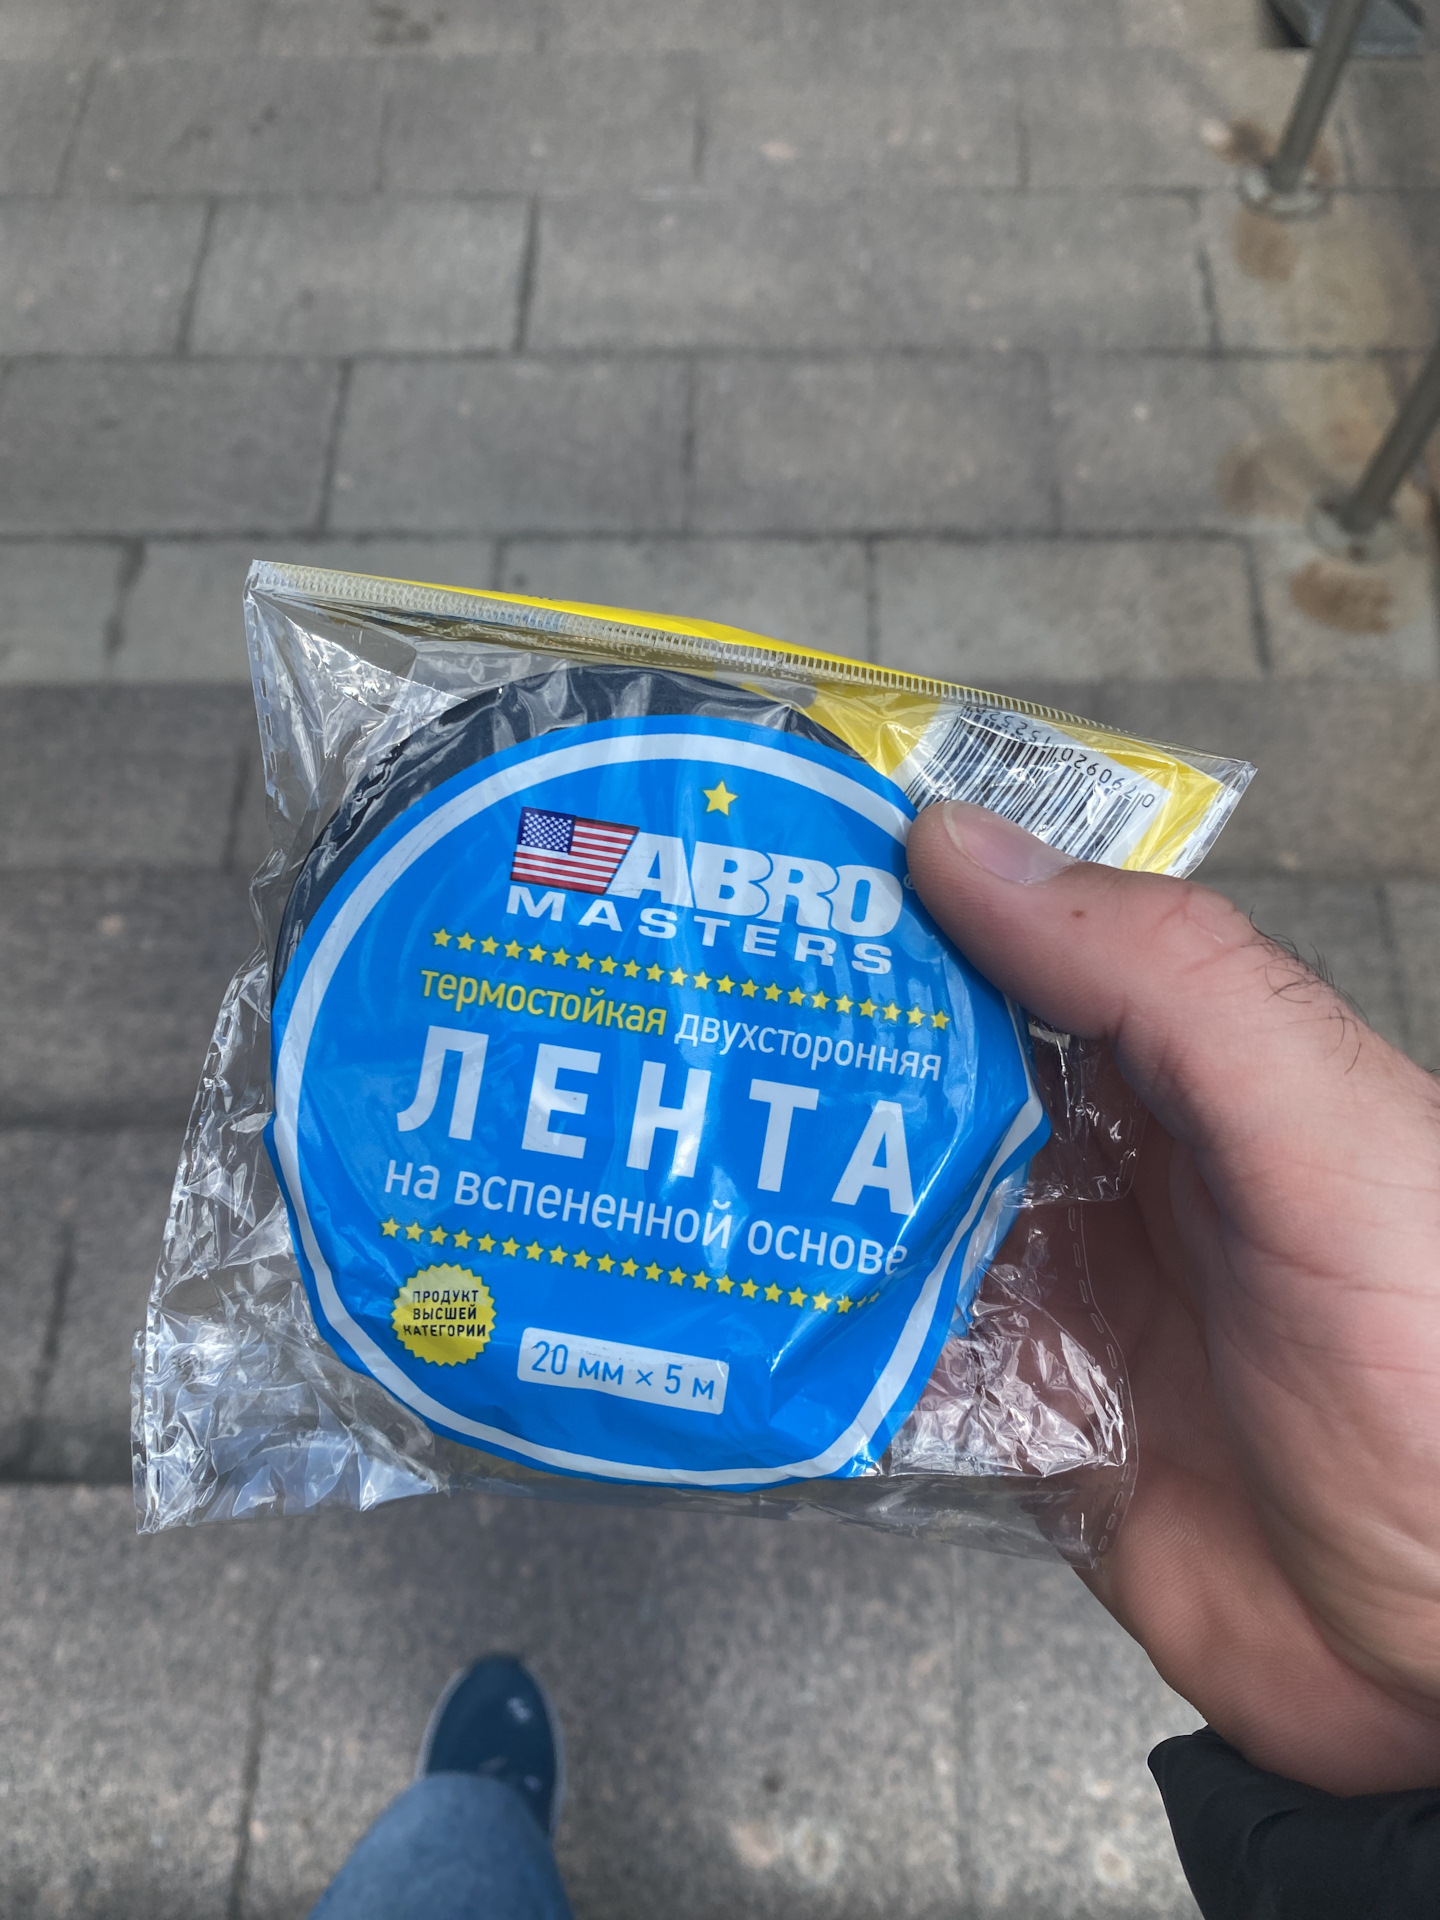 ABRO
MASTERS
термостойкая двухсторонняя
ЛЕНТА
на вспененной основе
ПРОДУКТ
ВЫСШЕЙ
КАТЕГОРИИ
20 мм × 5 м